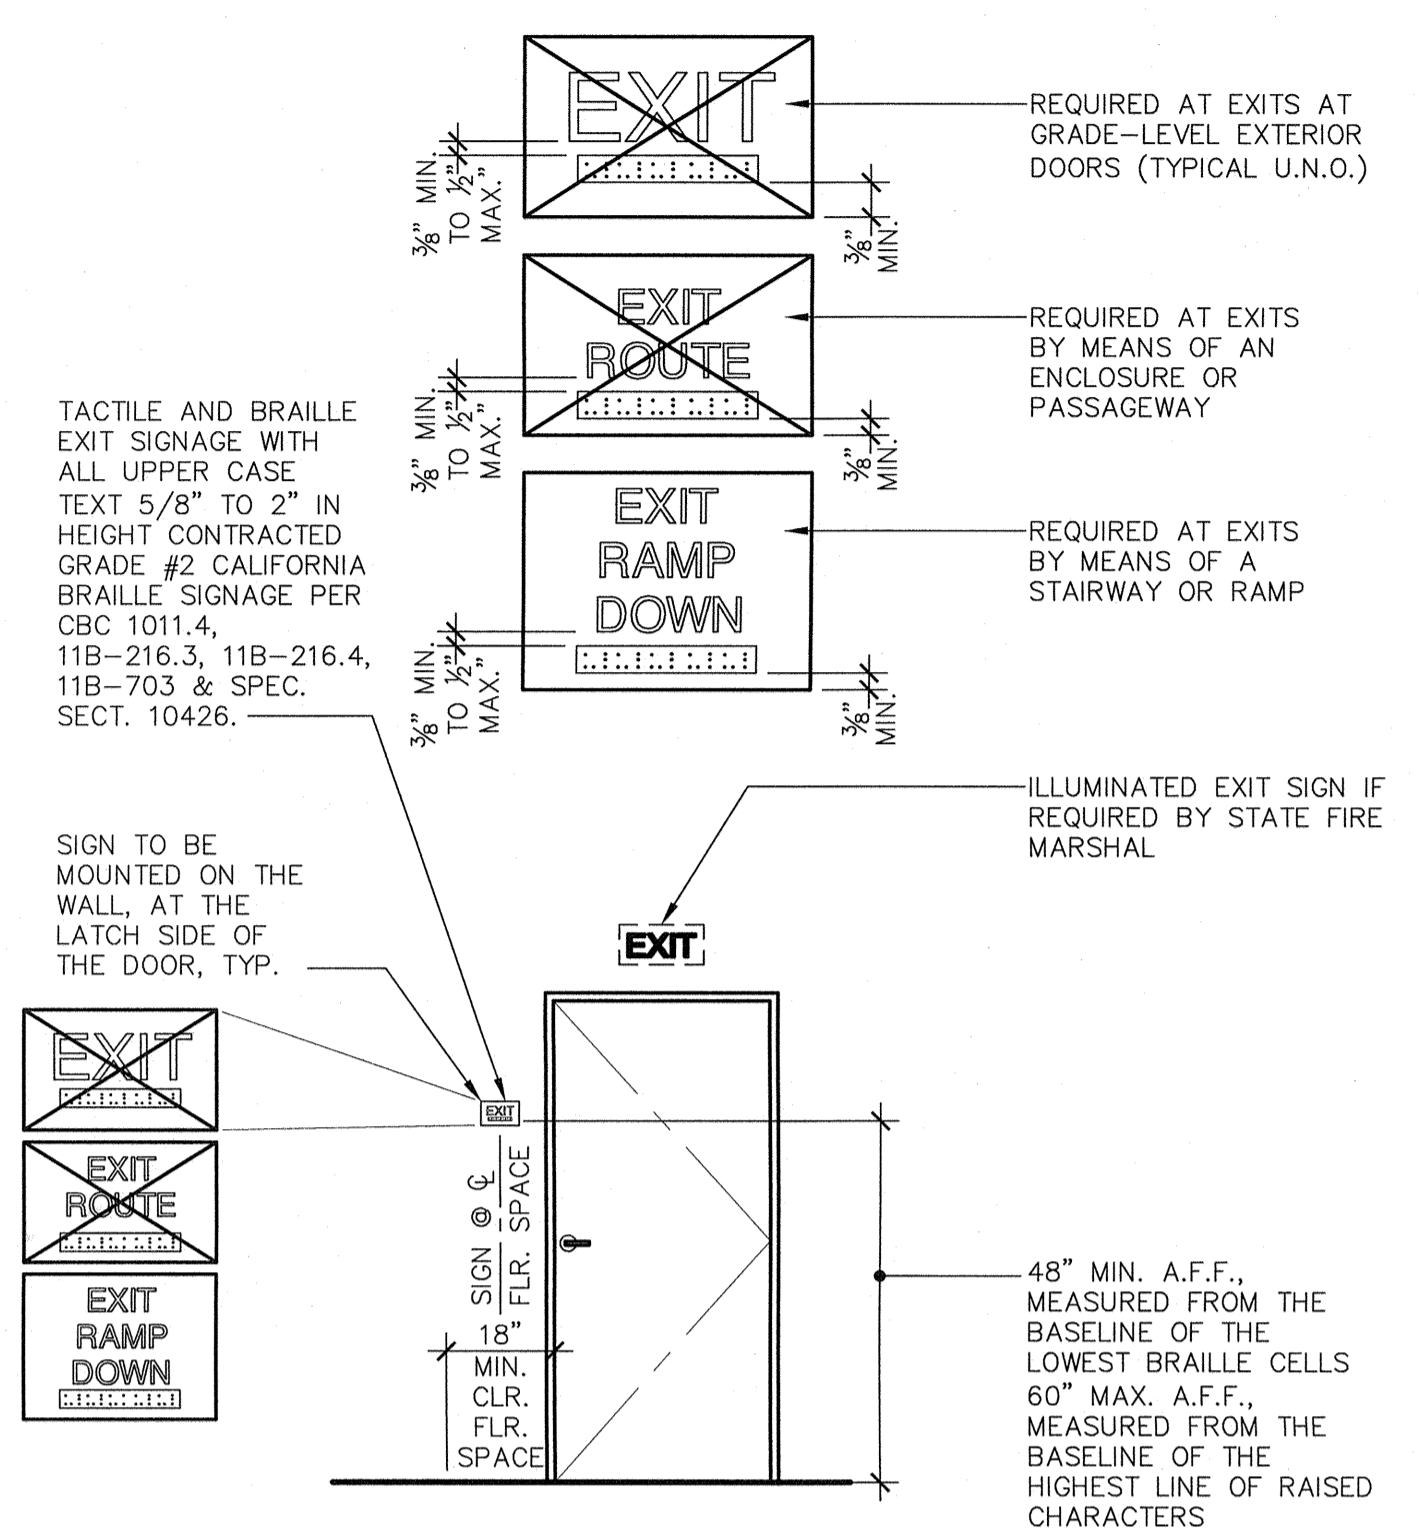 EXIT
3/8" MIN.
TO 1/2"
MAX."
3/8"
MIN.
REQUIRED AT EXITS AT
GRADE-LEVEL EXTERIOR
DOORS (TYPICAL U.N.O.)
EXIT
ROUTE
3/8" MIN.
TO 1/2"
MAX."
3/8"
MIN.
REQUIRED AT EXITS
BY MEANS OF AN
ENCLOSURE OR
PASSAGEWAY
EXIT
RAMP
DOWN
3/8" MIN.
TO 1/2"
MAX."
3/8"
MIN.
REQUIRED AT EXITS
BY MEANS OF A
STAIRWAY OR RAMP
TACTILE AND BRAILLE
EXIT SIGNAGE WITH
ALL UPPER CASE
TEXT 5/8" TO 2" IN
HEIGHT CONTRACTED
GRADE #2 CALIFORNIA
BRAILLE SIGNAGE PER
CBC 1011.4,
11B-216.3, 11B-216.4,
11B-703 & SPEC.
SECT. 10426.
ILLUMINATED EXIT SIGN IF
REQUIRED BY STATE FIRE
MARSHAL
SIGN TO BE
MOUNTED ON THE
WALL, AT THE
LATCH SIDE OF
THE DOOR, TYP.
EXIT
EXIT
EXIT
EXIT
ROUTE
EXIT
RAMP
DOWN
SIGN @ ℄
FLR. SPACE
18"
MIN.
CLR.
FLR.
SPACE
48" MIN. A.F.F.,
MEASURED FROM THE
BASELINE OF THE
LOWEST BRAILLE CELLS
60" MAX. A.F.F.,
MEASURED FROM THE
BASELINE OF THE
HIGHEST LINE OF RAISED
CHARACTERS